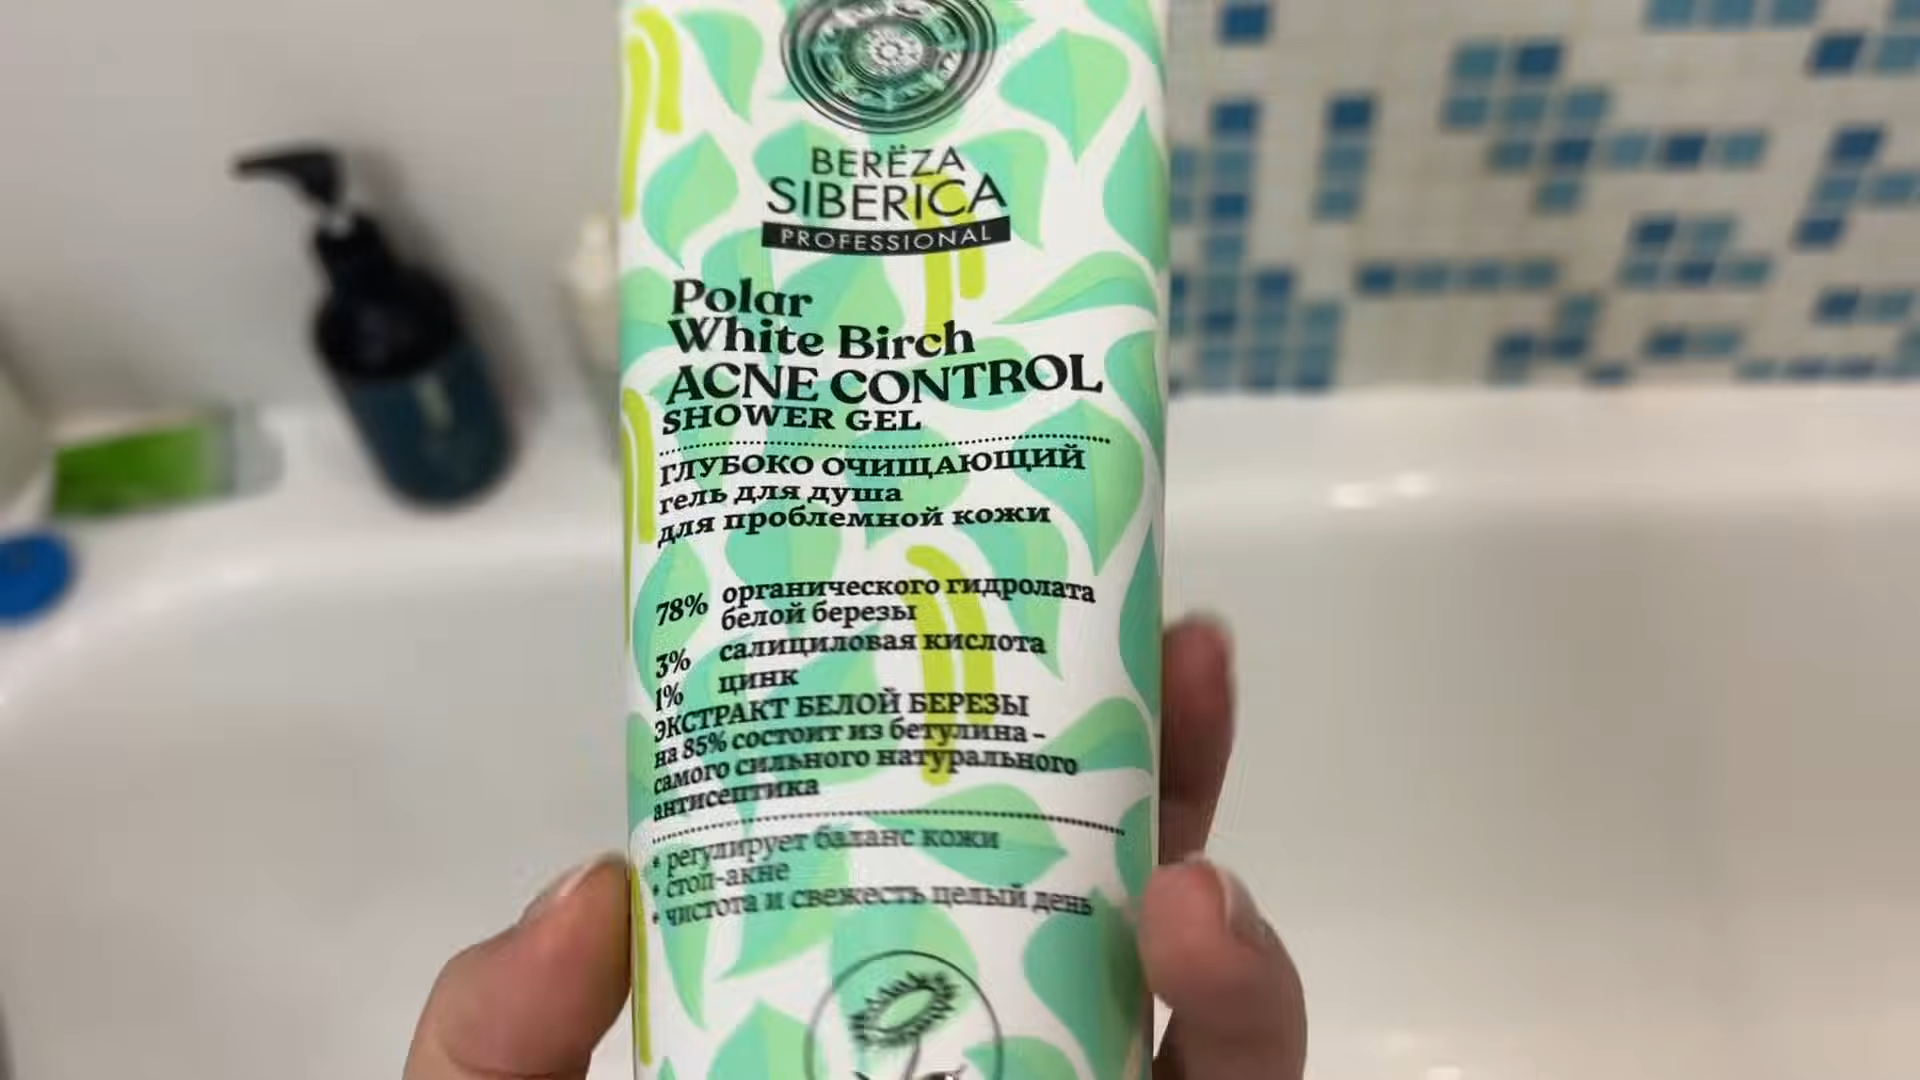 BERЁZA
SIBERICA
PROFESSIONAL
Polar
White Birch
ACNE CONTROL
SHOWER GEL
ГЛУБОКО ОЧИЩАЮЩИЙ
гель для душа
для проблемной кожи
78% органического гидролата
белой березы
3% салициловая кислота
1% цинк
ЭКСТРАКТ БЕЛОЙ БЕРЕЗЫ
на 85% состоит из бетулина –
самого сильного натурального
антисептика
• регулирует баланс кожи
• стоп-акне
• чистота и свежесть целый день